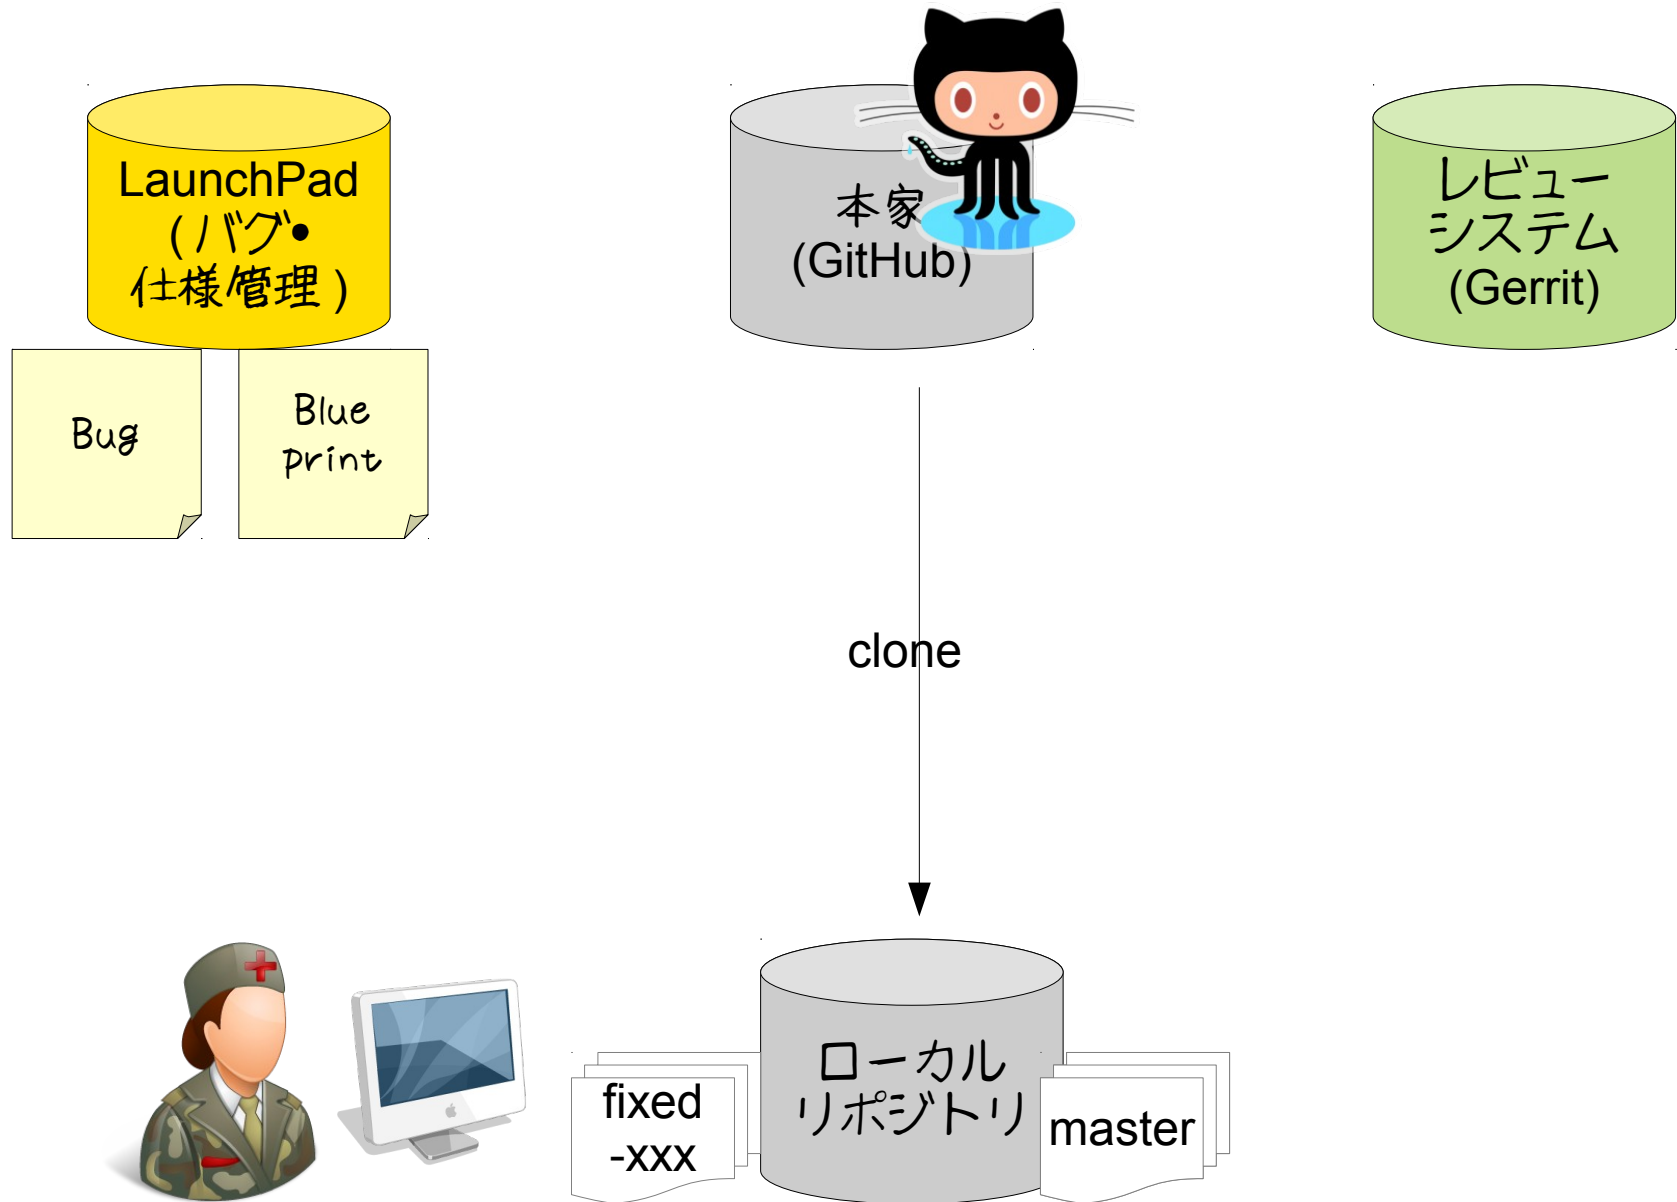 LaunchPad
(バグ・
仕様管理)
本家
(GitHub)
レビュー
システム
(Gerrit)
Bug
Blue
print
clone
ローカル
リポジトリ
fixed
-xxx
master